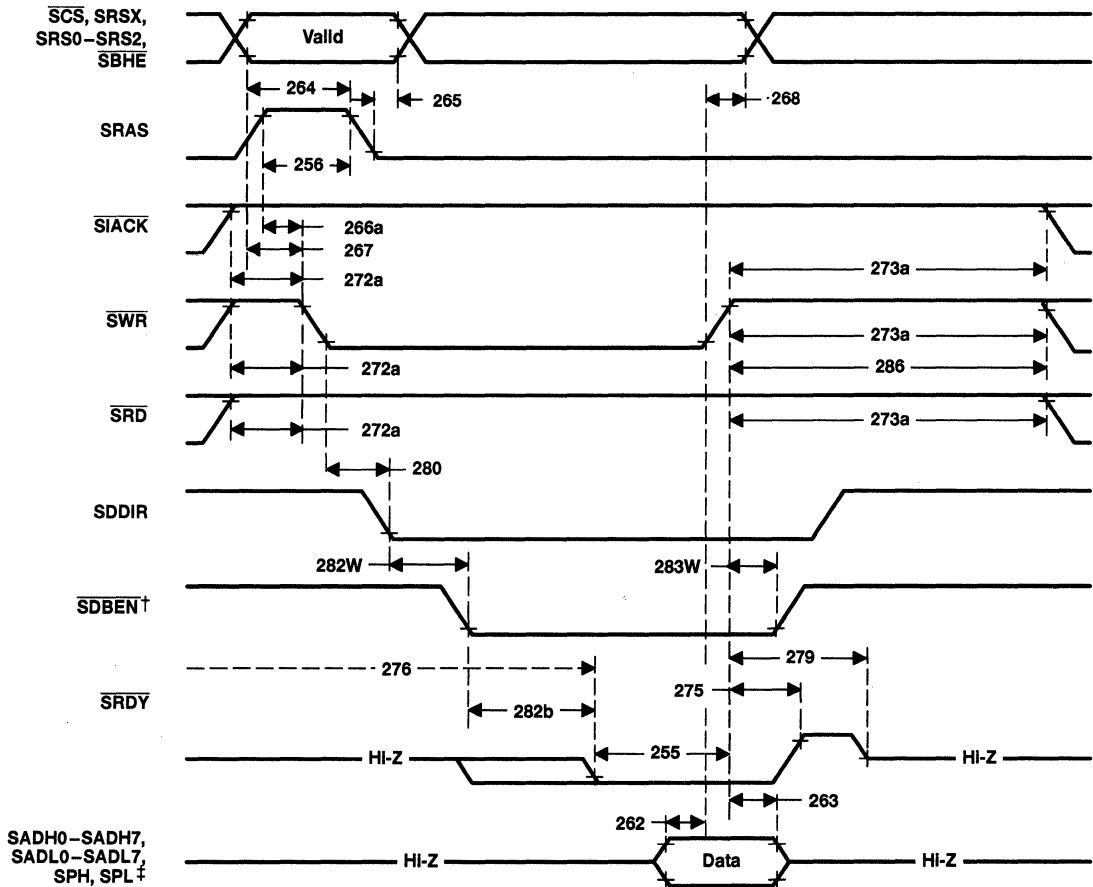 SCS, SRSX,
SRS0–SRS2,
SBHE
Valid
264
265
268
SRAS
256
SIACK
266a
267
272a
273a
SWR
273a
272a
286
SRD
272a
273a
280
SDDIR
282W
283W
SDBEN†
276
279
275
SRDY
282b
255
Hi-Z
Hi-Z
263
262
SADH0–SADH7,
SADL0–SADL7,
SPH, SPL‡
Hi-Z
Data
Hi-Z